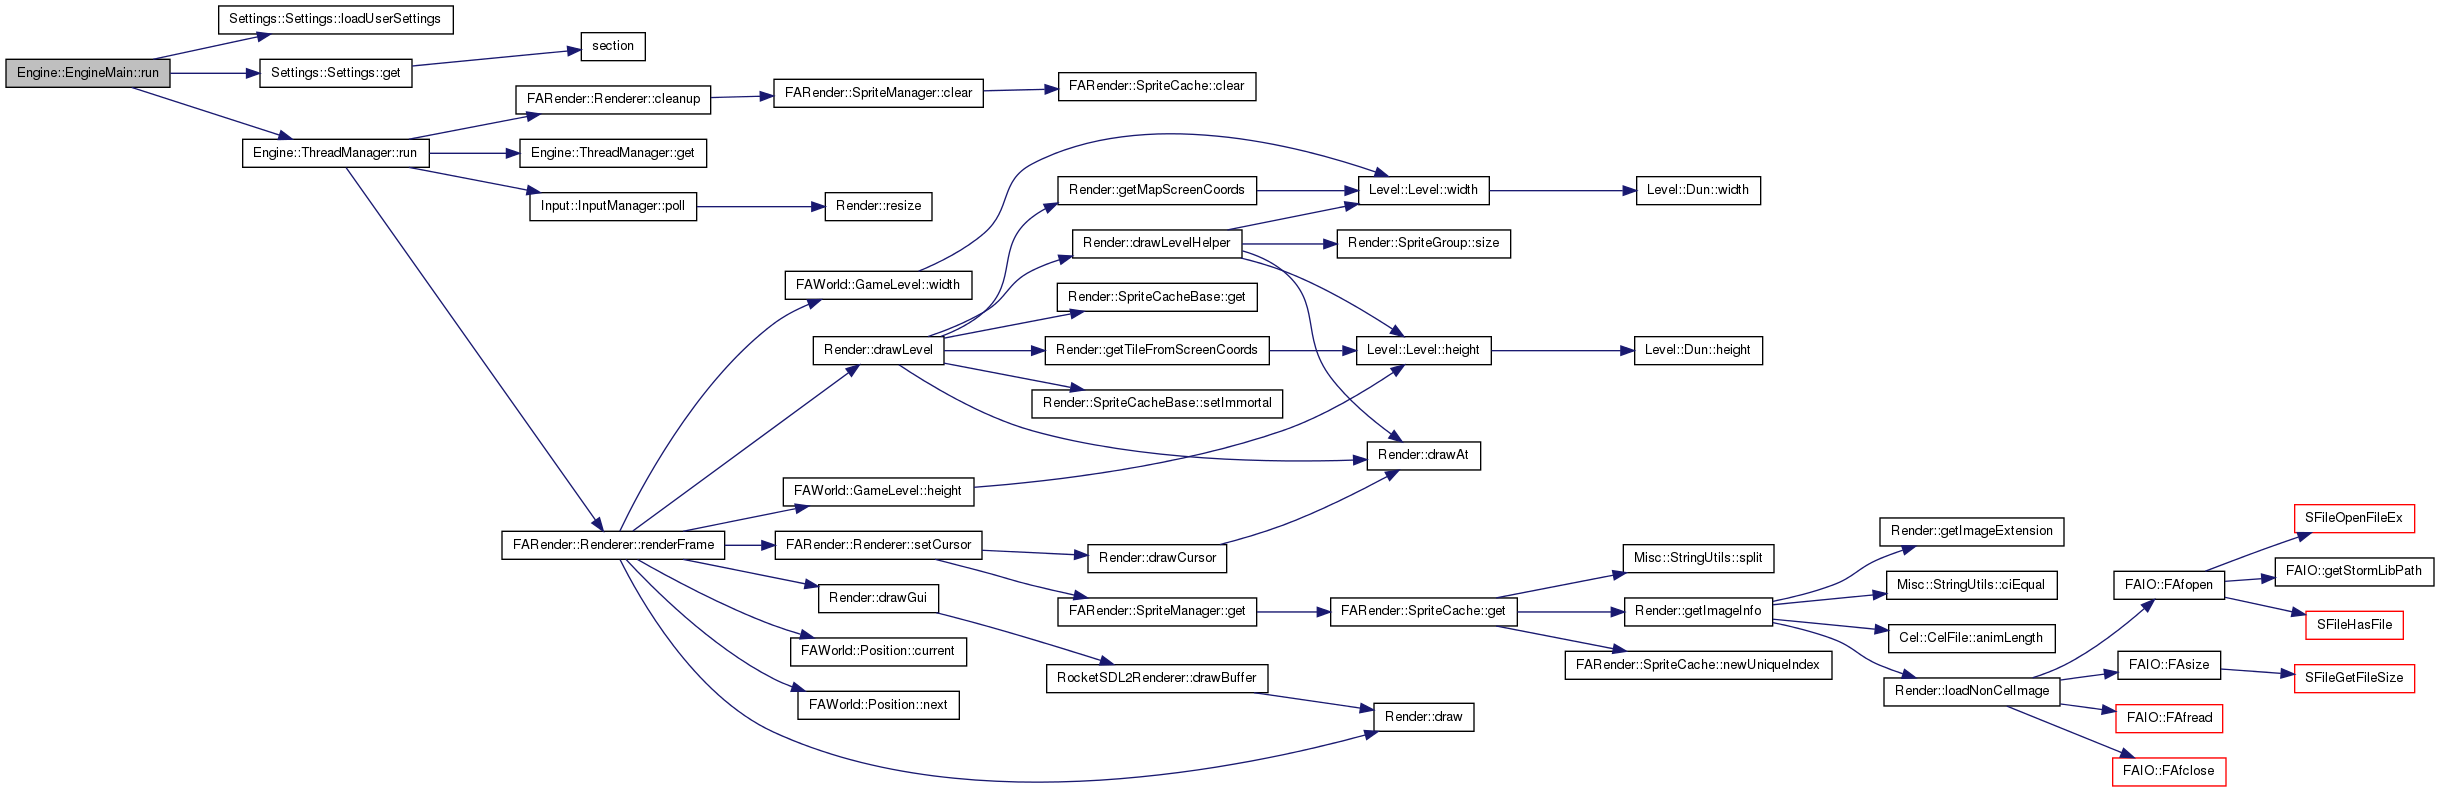 Settings::Settings::loadUserSettings
Engine::EngineMain::run
Settings::Settings::get
section
Engine::ThreadManager::run
FARender::Renderer::cleanup
FARender::SpriteManager::clear
FARender::SpriteCache::clear
Engine::ThreadManager::get
Input::InputManager::poll
Render::resize
FAWorld::GameLevel::width
Render::getMapScreenCoords
Level::Level::width
Level::Dun::width
Render::drawLevelHelper
Render::SpriteGroup::size
Render::SpriteCacheBase::get
Render::drawLevel
Render::getTileFromScreenCoords
Level::Level::height
Level::Dun::height
Render::SpriteCacheBase::setImmortal
Render::drawAt
FAWorld::GameLevel::height
FARender::Renderer::renderFrame
FARender::Renderer::setCursor
Render::drawCursor
Render::drawGui
FARender::SpriteManager::get
FARender::SpriteCache::get
Misc::StringUtils::split
Render::getImageInfo
FARender::SpriteCache::newUniqueIndex
Render::getImageExtension
Misc::StringUtils::ciEqual
Cel::CelFile::animLength
Render::loadNonCelImage
FAIO::FAfopen
SFileOpenFileEx
FAIO::getStormLibPath
SFileHasFile
FAIO::FAsize
SFileGetFileSize
FAIO::FAfread
FAIO::FAfclose
FAWorld::Position::current
RocketSDL2Renderer::drawBuffer
FAWorld::Position::next
Render::draw